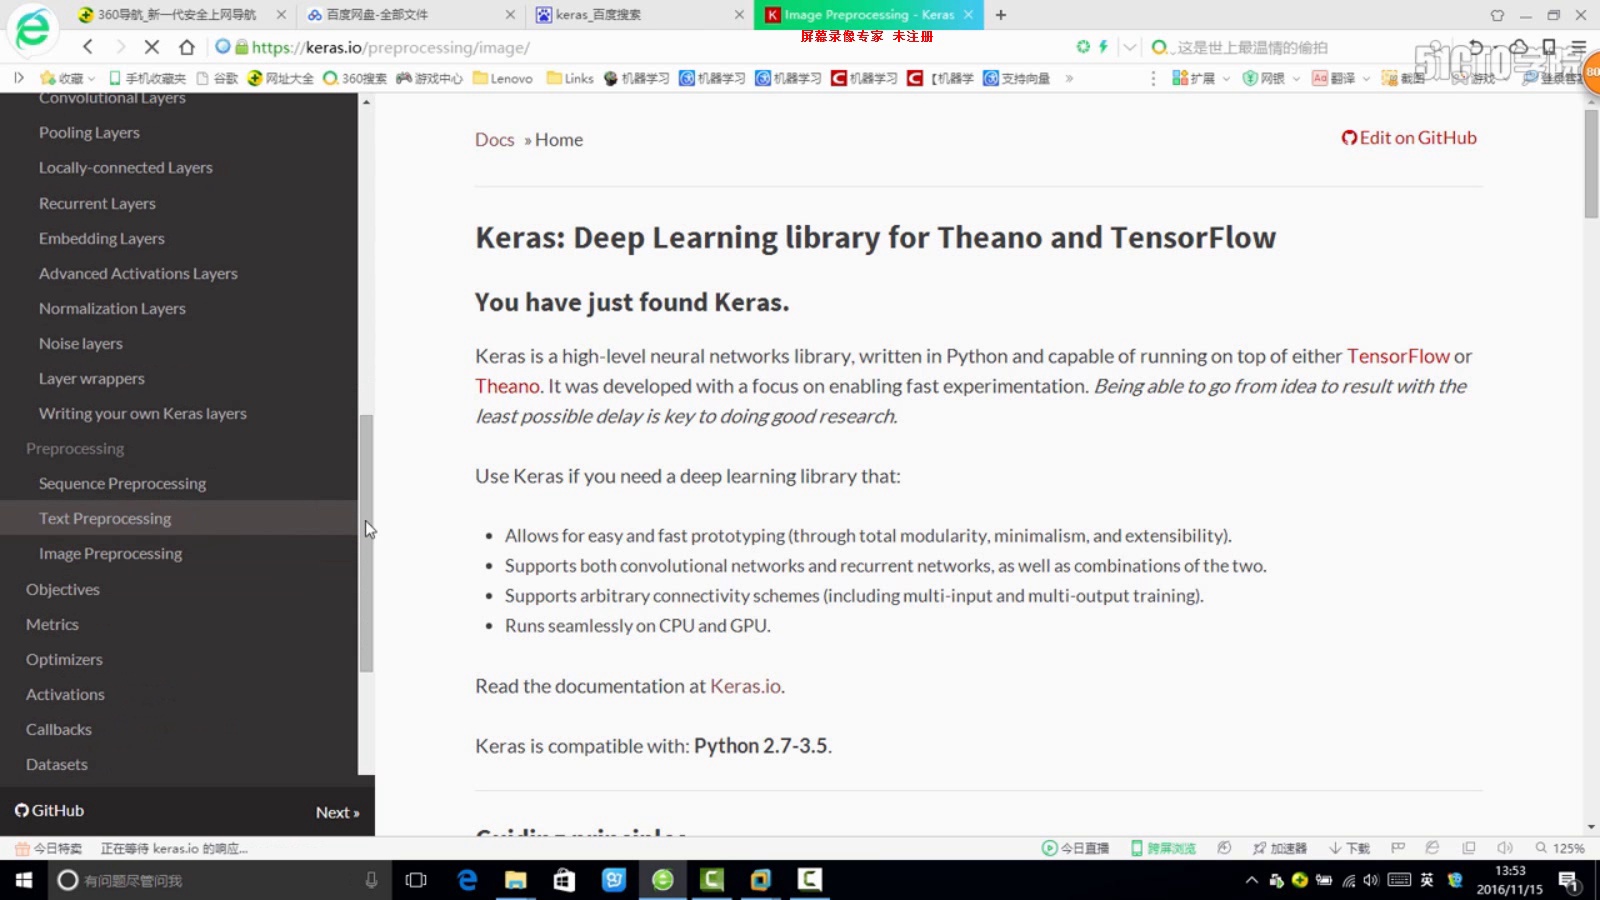 360导航_新一代安全上网导航
百度网盘-全部文件
keras_百度搜索
Image Preprocessing - Keras
屏幕录像专家 未注册
https://keras.io/preprocessing/image/
这是世上最温情的偷拍
51CTO学院
收藏
手机收藏夹
谷歌
网址大全
360搜索
游戏中心
Lenovo
Links
机器学习
机器学习
机器学习
机器学习
【机器学
支持向量
»
扩展
网银
翻译
截图
游戏
80
Convolutional Layers
Pooling Layers
Locally-connected Layers
Recurrent Layers
Embedding Layers
Advanced Activations Layers
Normalization Layers
Noise layers
Layer wrappers
Writing your own Keras layers
Preprocessing
Sequence Preprocessing
Text Preprocessing
Image Preprocessing
Objectives
Metrics
Optimizers
Activations
Callbacks
Datasets
GitHub
Next »
Docs » Home
Edit on GitHub
Keras: Deep Learning library for Theano and TensorFlow
You have just found Keras.
Keras is a high-level neural networks library, written in Python and capable of running on top of either TensorFlow or
Theano. It was developed with a focus on enabling fast experimentation. Being able to go from idea to result with the
least possible delay is key to doing good research.
Use Keras if you need a deep learning library that:
Allows for easy and fast prototyping (through total modularity, minimalism, and extensibility).
Supports both convolutional networks and recurrent networks, as well as combinations of the two.
Supports arbitrary connectivity schemes (including multi-input and multi-output training).
Runs seamlessly on CPU and GPU.
Read the documentation at Keras.io.
Keras is compatible with: Python 2.7-3.5.
Guiding principles
今日特卖
正在等待 keras.io 的响应...
今日直播
跨屏浏览
加速器
下载
125%
有问题尽管问我
英
13:53
2016/11/15
1